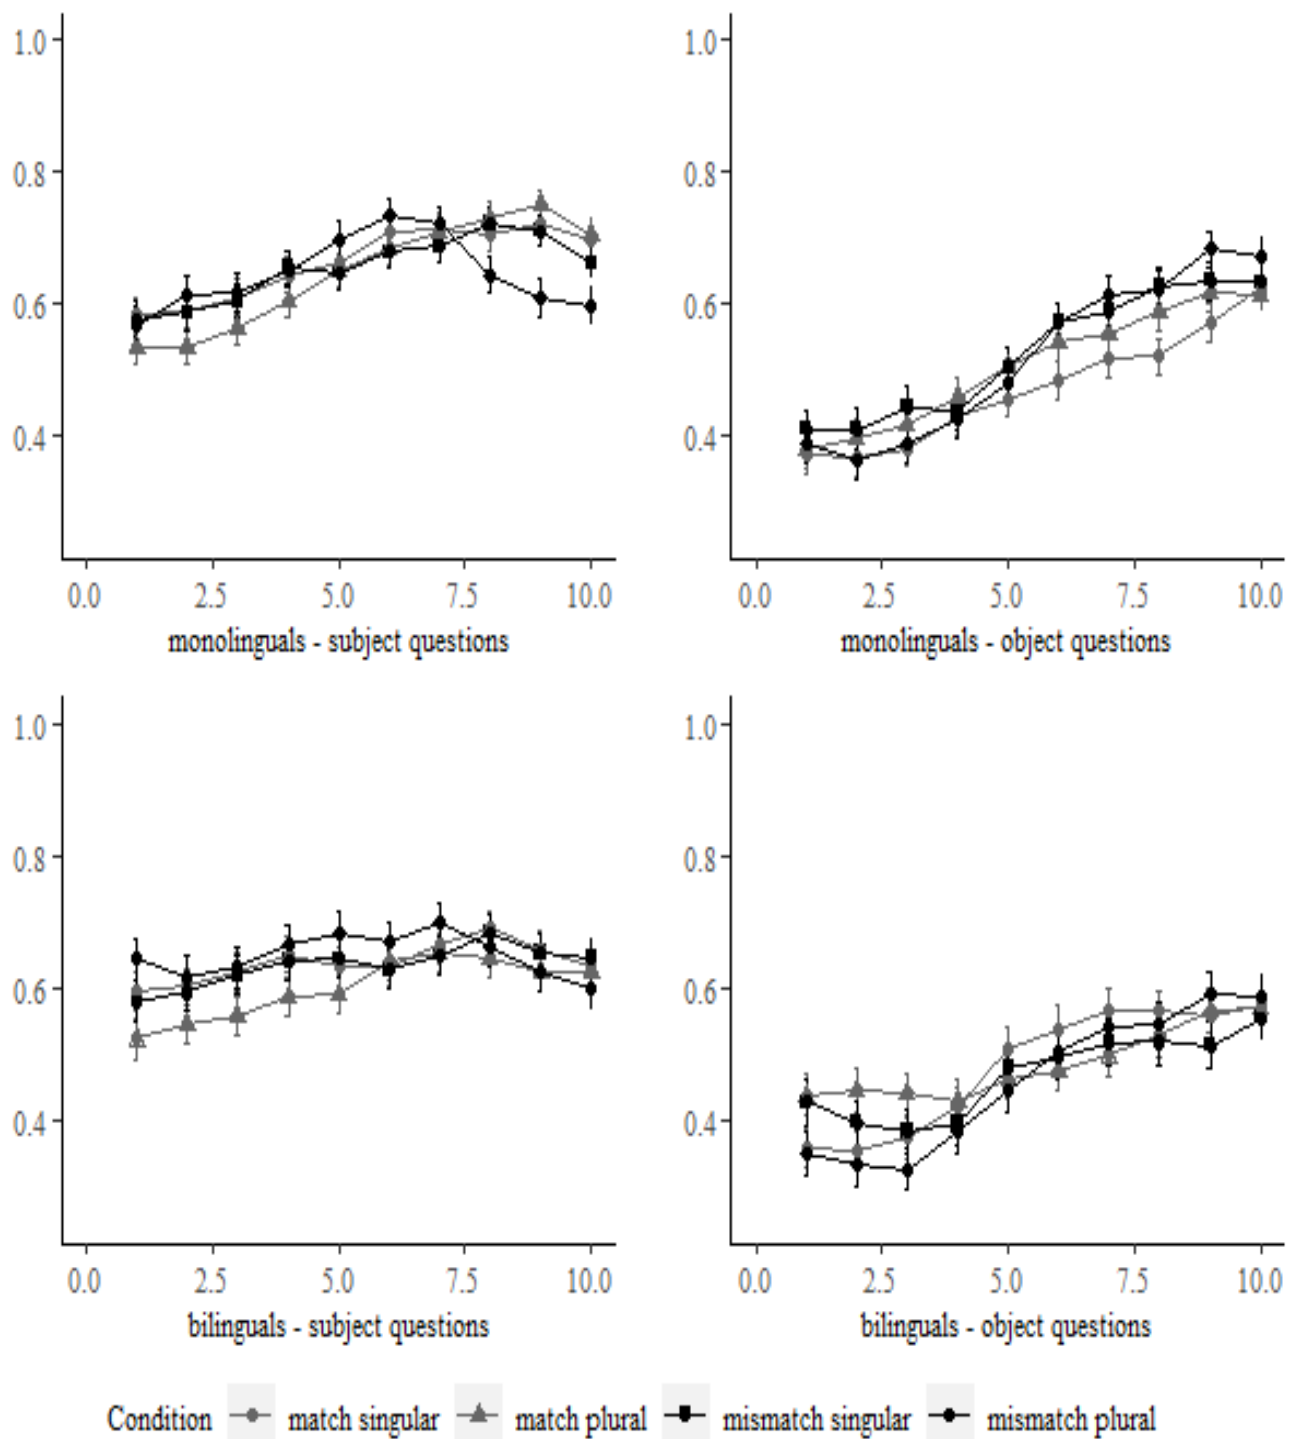 1.0
0.8
0.6
0.4
0.0 2.5 5.0 7.5 10.0
monolinguals - subject questions
1.0
0.8
0.6
0.4
0.0 2.5 5.0 7.5 10.0
monolinguals - object questions
1.0
0.8
0.6
0.4
0.0 2.5 5.0 7.5 10.0
bilinguals - subject questions
1.0
0.8
0.6
0.4
0.0 2.5 5.0 7.5 10.0
bilinguals - object questions
Condition match singular match plural mismatch singular mismatch plural